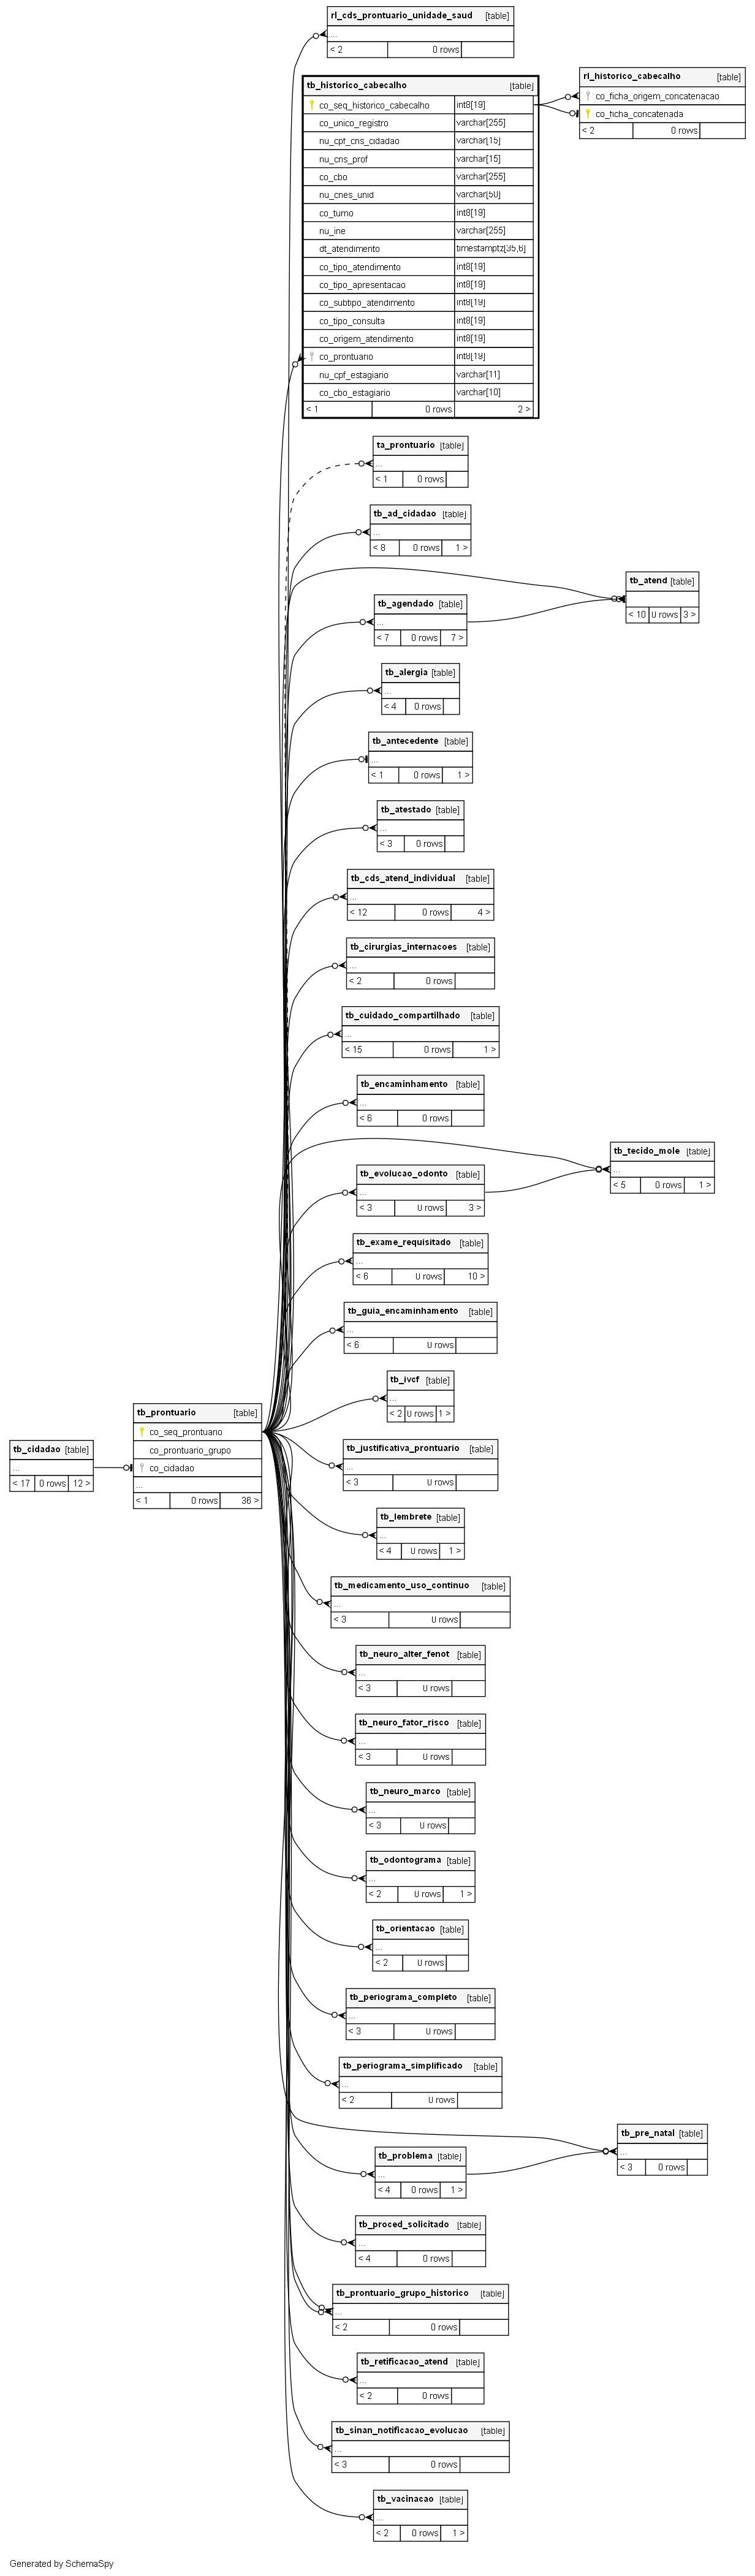 rl_cds_prontuario_unidade_saud [table]
...
< 2 0 rows
tb_historico_cabecalho [table]
co_seq_historico_cabecalho int8[19]
co_unico_registro varchar[255]
nu_cpf_cns_cidadao varchar[15]
nu_cns_prof varchar[15]
co_cbo varchar[255]
nu_cnes_unid varchar[50]
co_turno int8[19]
nu_ine varchar[255]
dt_atendimento timestamptz[35,6]
co_tipo_atendimento int8[19]
co_tipo_apresentacao int8[19]
co_subtipo_atendimento int8[19]
co_tipo_consulta int8[19]
co_origem_atendimento int8[19]
co_prontuario int8[19]
nu_cpf_estagiario varchar[11]
co_cbo_estagiario varchar[10]
< 1 0 rows 2 >
rl_historico_cabecalho [table]
co_ficha_origem_concatenacao
co_ficha_concatenada
< 2 0 rows
ta_prontuario [table]
...
< 1 0 rows
tb_ad_cidadao [table]
...
< 8 0 rows 1 >
tb_atend [table]
...
< 10 0 rows 3 >
tb_agendado [table]
...
< 7 0 rows 7 >
tb_alergia [table]
...
< 4 0 rows
tb_antecedente [table]
...
< 1 0 rows 1 >
tb_atestado [table]
...
< 3 0 rows
tb_cds_atend_individual [table]
...
< 12 0 rows 4 >
tb_cirurgias_internacoes [table]
...
< 2 0 rows
tb_cuidado_compartilhado [table]
...
< 15 0 rows 1 >
tb_encaminhamento [table]
...
< 6 0 rows
tb_tecido_mole [table]
...
< 5 0 rows 1 >
tb_evolucao_odonto [table]
...
< 3 0 rows 3 >
tb_exame_requisitado [table]
...
< 6 0 rows 10 >
tb_guia_encaminhamento [table]
...
< 6 0 rows
tb_ivcf [table]
...
< 2 0 rows 1 >
tb_prontuario [table]
co_seq_prontuario
co_prontuario_grupo
co_cidadao
...
< 1 0 rows 36 >
tb_cidadao [table]
...
< 17 0 rows 12 >
tb_justificativa_prontuario [table]
...
< 3 0 rows
tb_lembrete [table]
...
< 4 0 rows 1 >
tb_medicamento_uso_continuo [table]
...
< 3 0 rows
tb_neuro_alter_fenot [table]
...
< 3 0 rows
tb_neuro_fator_risco [table]
...
< 3 0 rows
tb_neuro_marco [table]
...
< 3 0 rows
tb_odontograma [table]
...
< 2 0 rows 1 >
tb_orientacao [table]
...
< 2 0 rows
tb_periograma_completo [table]
...
< 3 0 rows
tb_periograma_simplificado [table]
...
< 2 0 rows
tb_pre_natal [table]
...
< 3 0 rows
tb_problema [table]
...
< 4 0 rows 1 >
tb_proced_solicitado [table]
...
< 4 0 rows
tb_prontuario_grupo_historico [table]
...
< 2 0 rows
tb_retificacao_atend [table]
...
< 2 0 rows
tb_sinan_notificacao_evolucao [table]
...
< 3 0 rows
tb_vacinacao [table]
...
< 2 0 rows 1 >
Generated by SchemaSpy